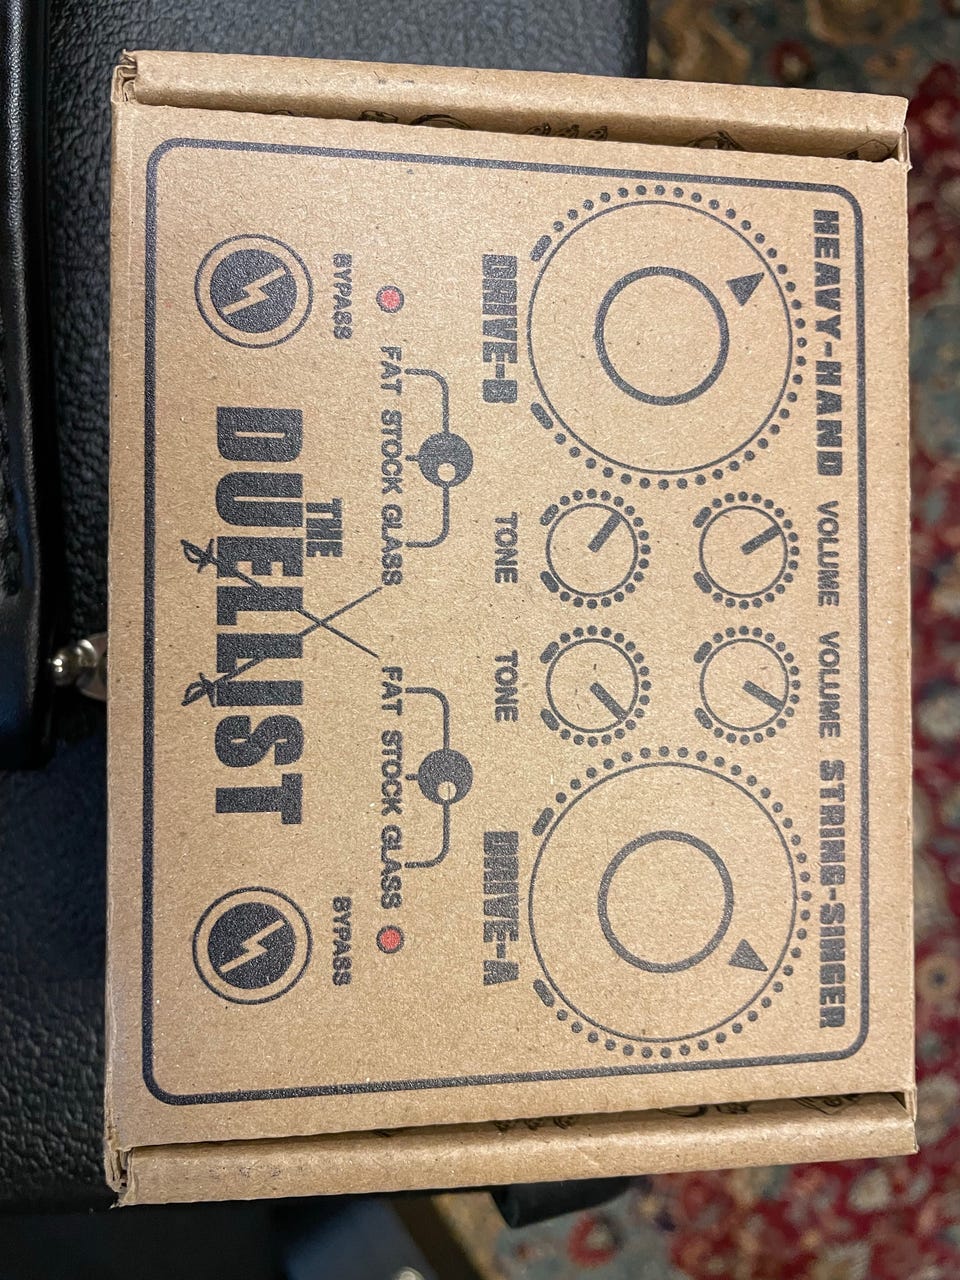 HEAVY-HAND VOLUME VOLUME STRING-SINGER
DRIVE-B TONE TONE DRIVE-A
FAT STOCK GLASS FAT STOCK GLASS
BYPASS THE BYPASS
DUELLIST